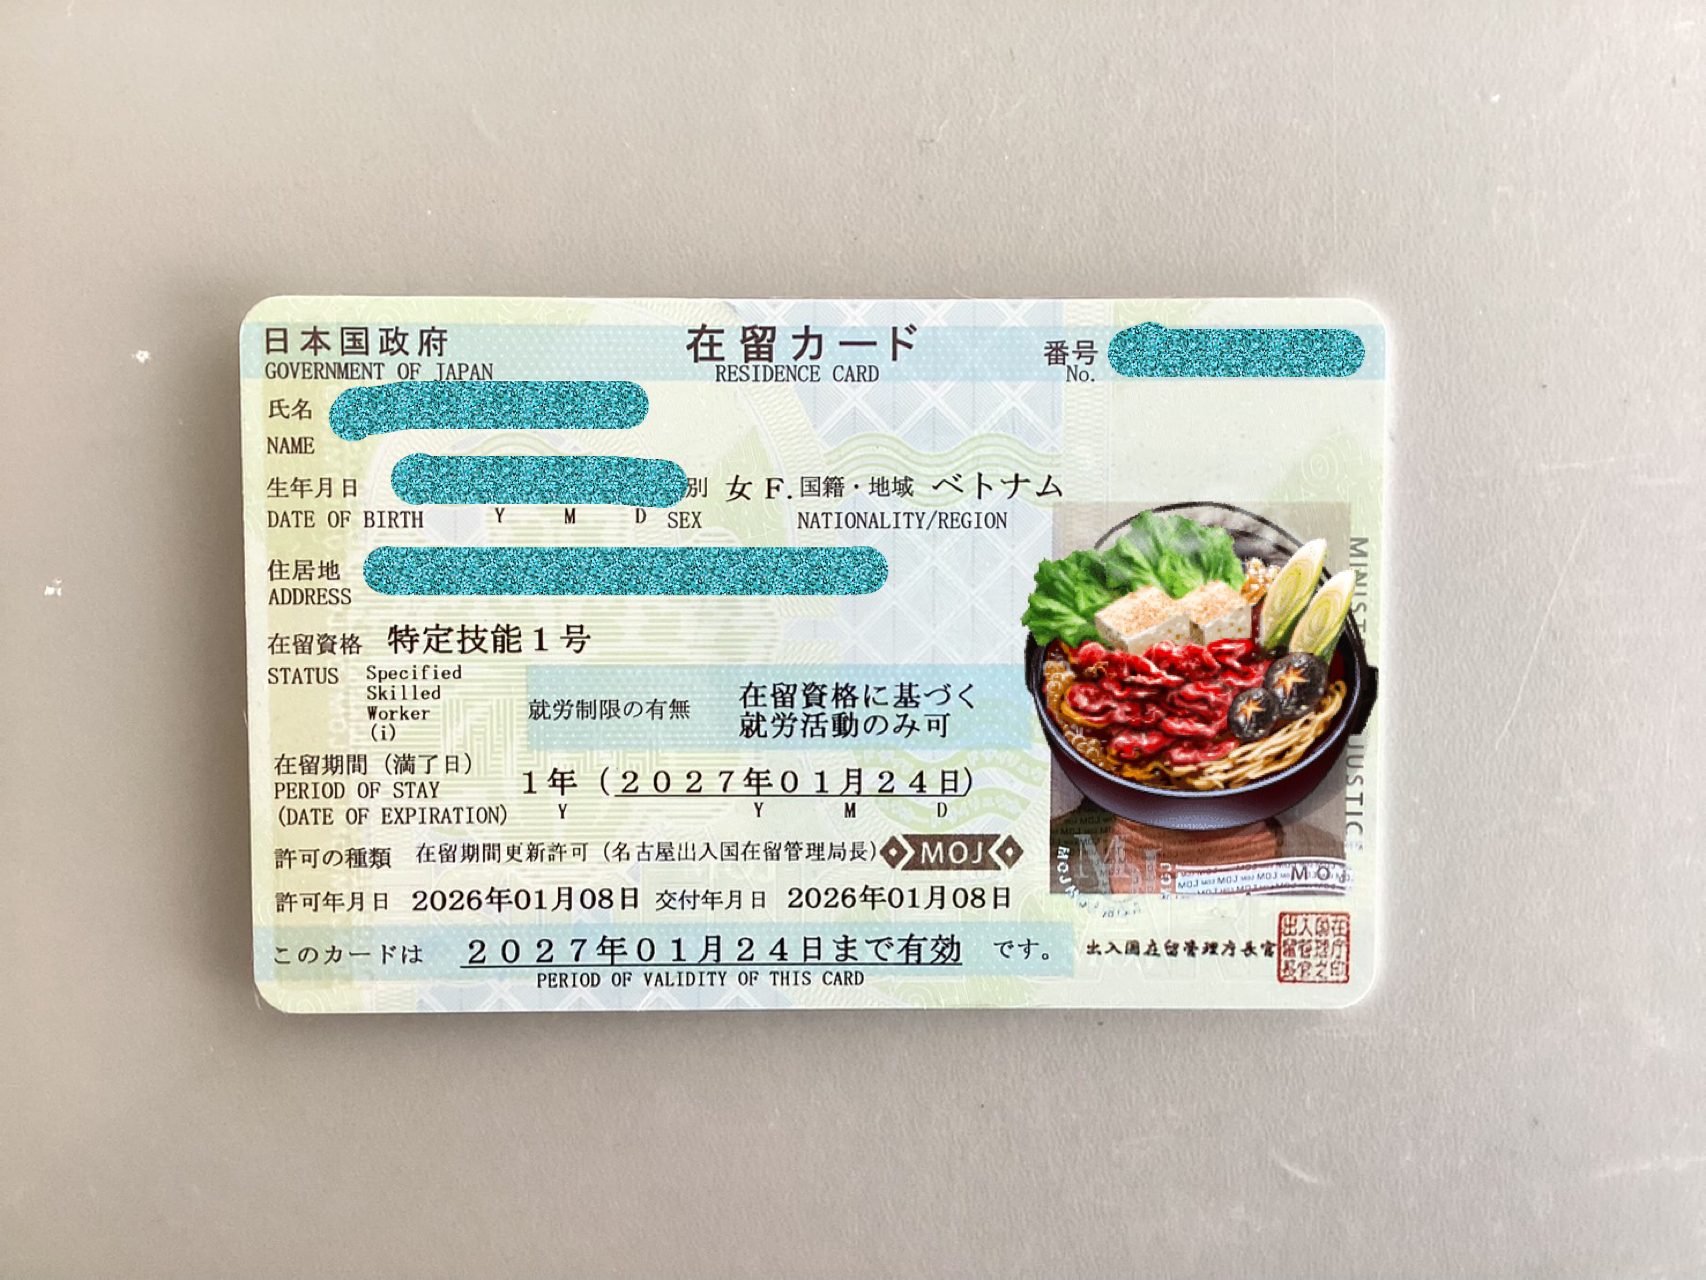 日本国政府 在留カード 番号
GOVERNMENT OF JAPAN RESIDENCE CARD No.
氏名
NAME
生年月日 別 女 F. 国籍・地域 ベトナム
DATE OF BIRTH Y M D SEX NATIONALITY/REGION
住居地
ADDRESS
在留資格 特定技能1号
STATUS Specified
Skilled
Worker
(i)
就労制限の有無 在留資格に基づく
就労活動のみ可
在留期間(満了日) 1年(2027年01月24日)
PERIOD OF STAY
(DATE OF EXPIRATION) Y Y M D
許可の種類 在留期間更新許可(名古屋出入国在留管理局長) MOJ
許可年月日 2026年01月08日 交付年月日 2026年01月08日
このカードは 2027年01月24日まで有効 です。
PERIOD OF VALIDITY OF THIS CARD
出入国在留管理庁長官
MOJ